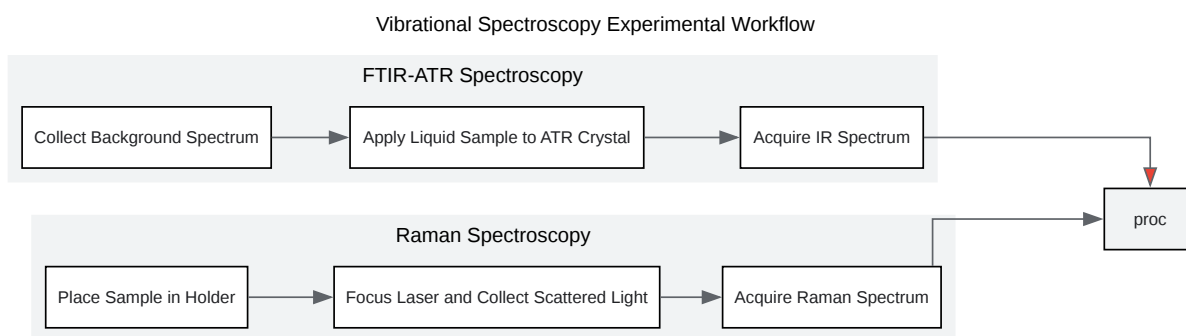 Vibrational Spectroscopy Experimental Workflow
FTIR-ATR Spectroscopy
Collect Background Spectrum
Apply Liquid Sample to ATR Crystal
Acquire IR Spectrum
proc
Raman Spectroscopy
Place Sample in Holder
Focus Laser and Collect Scattered Light
Acquire Raman Spectrum